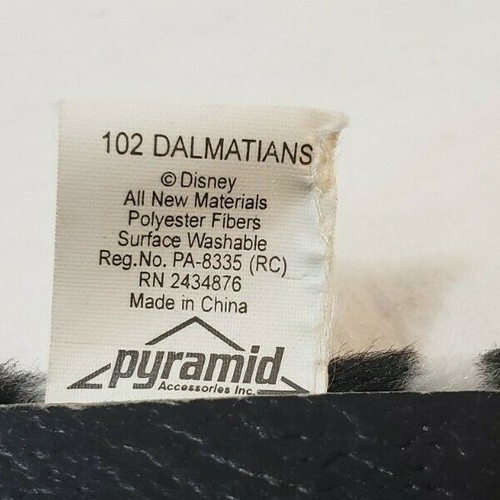 102 DALMATIANS
© Disney
All New Materials
Polyester Fibers
Surface Washable
Reg.No. PA-8335 (RC)
RN 2434876
Made in China
pyramid
Accessories Inc.